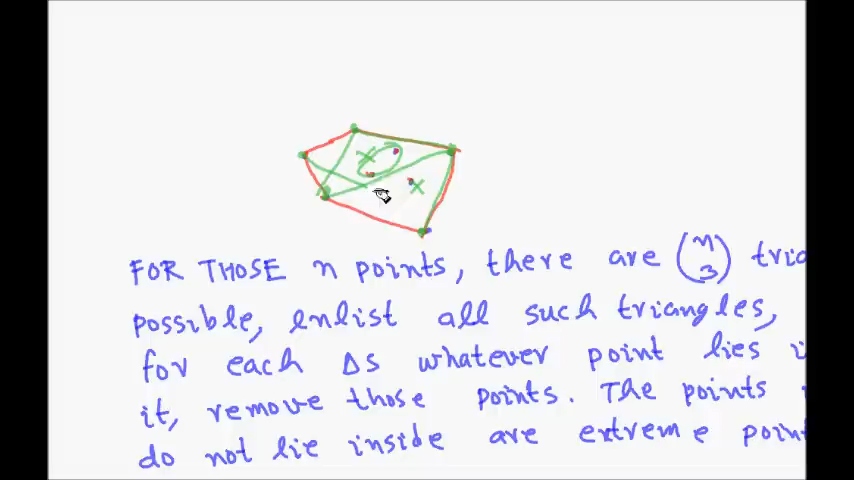 FOR THOSE n points, there are (n 3)
possible, enlist all such triangles,
for each Δs whatever point lies
it, remove those points. The points
do not lie inside are extreme